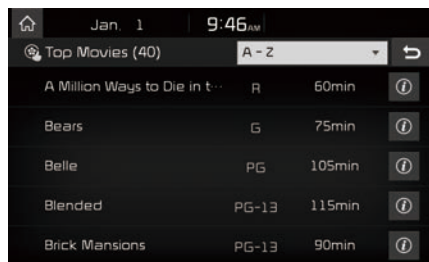 Jan. 1 9:46AM
Top Movies (40) A - Z
A Million Ways to Die in t··· R 60min
Bears G 75min
Belle PG 105min
Blended PG-13 115min
Brick Mansions PG-13 90min